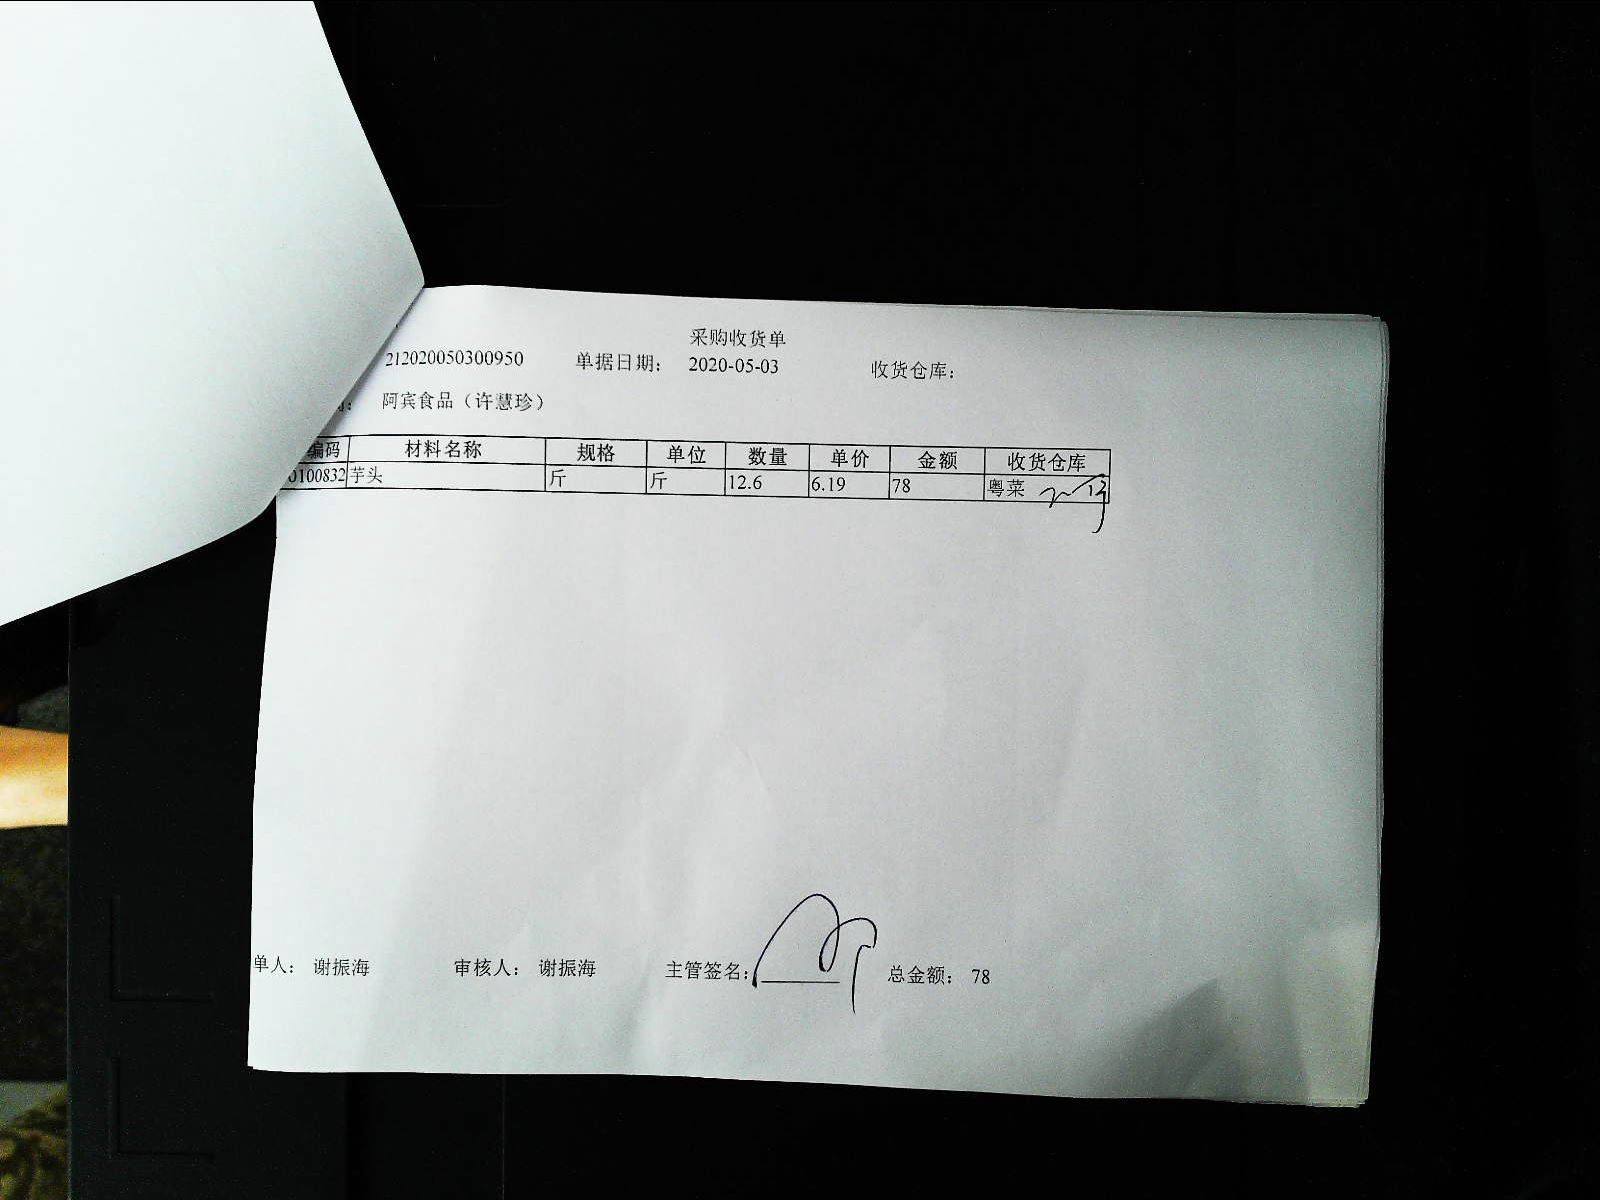 采购收货单
212020050300950 单据日期： 2020-05-03 收货仓库：
阿宾食品（许慧珍）
编码 材料名称 规格 单位 数量 单价 金额 收货仓库
0100832 芋头 斤 斤 12.6 6.19 78 粤菜
单人： 谢振海 审核人： 谢振海 主管签名： 总金额： 78